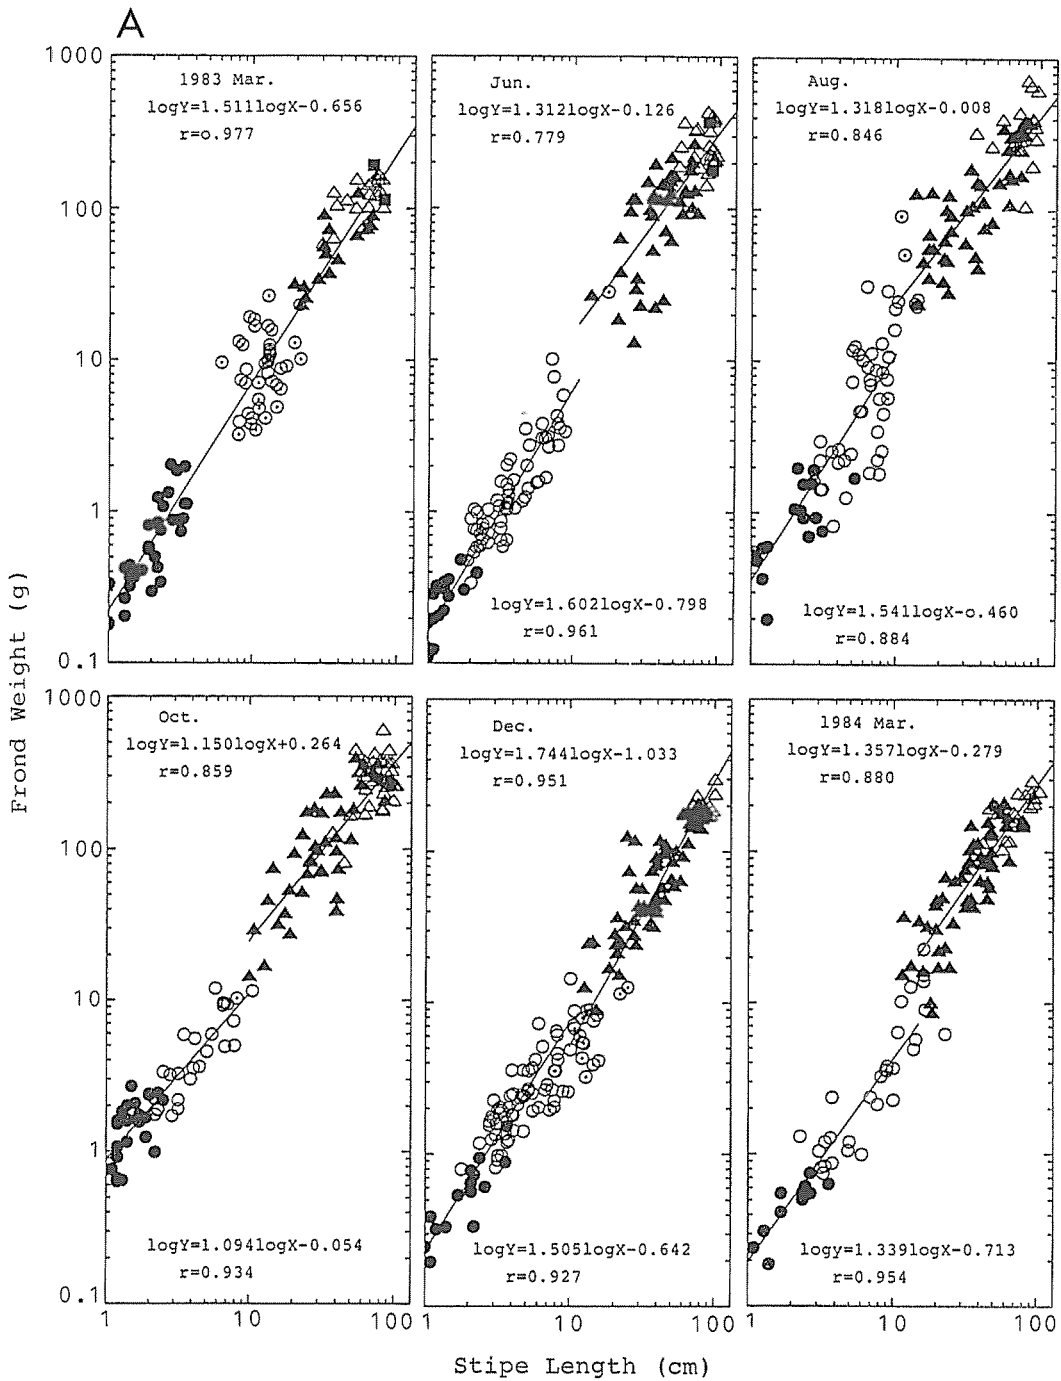 A
1000
100
10
1
0.1
1983 Mar.
logY=1.511logX-0.656
r=o.977
Jun.
logY=1.312logX-0.126
r=0.779
logY=1.602logX-0.798
r=0.961
Aug.
logY=1.318logX-0.008
r=0.846
logY=1.541logX-o.460
r=0.884
Frond Weight (g)
1000
100
10
1
0.1
Oct.
logY=1.150logX+0.264
r=0.859
logY=1.094logX-0.054
r=0.934
Dec.
logY=1.744logX-1.033
r=0.951
logY=1.505logX-0.642
r=0.927
1984 Mar.
logY=1.357logX-0.279
r=0.880
logy=1.339logX-0.713
r=0.954
1 10 100 1 10 100 1 10 100
Stipe Length (cm)